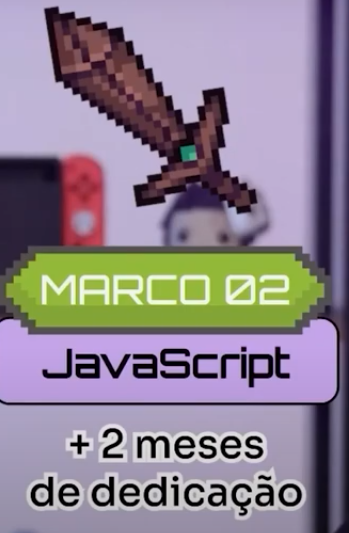 MARCO 02
JavaScript
+ 2 meses
de dedicação